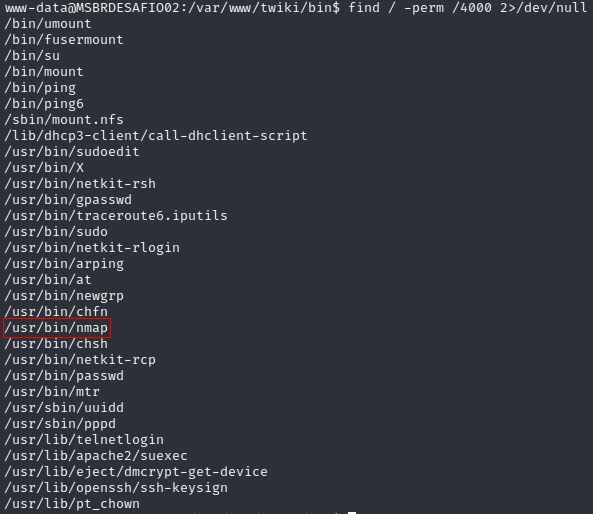 www-data@MSBRDESAFIO02:/var/www/twiki/bin$ find / -perm /4000 2>/dev/null
/bin/umount
/bin/fusermount
/bin/su
/bin/mount
/bin/ping
/bin/ping6
/sbin/mount.nfs
/lib/dhcp3-client/call-dhclient-script
/usr/bin/sudoedit
/usr/bin/X
/usr/bin/netkit-rsh
/usr/bin/gpasswd
/usr/bin/traceroute6.iputils
/usr/bin/sudo
/usr/bin/netkit-rlogin
/usr/bin/arping
/usr/bin/at
/usr/bin/newgrp
/usr/bin/chfn
/usr/bin/nmap
/usr/bin/chsh
/usr/bin/netkit-rcp
/usr/bin/passwd
/usr/bin/mtr
/usr/sbin/uuidd
/usr/sbin/pppd
/usr/lib/telnetlogin
/usr/lib/apache2/suexec
/usr/lib/eject/dmcrypt-get-device
/usr/lib/openssh/ssh-keysign
/usr/lib/pt_chown